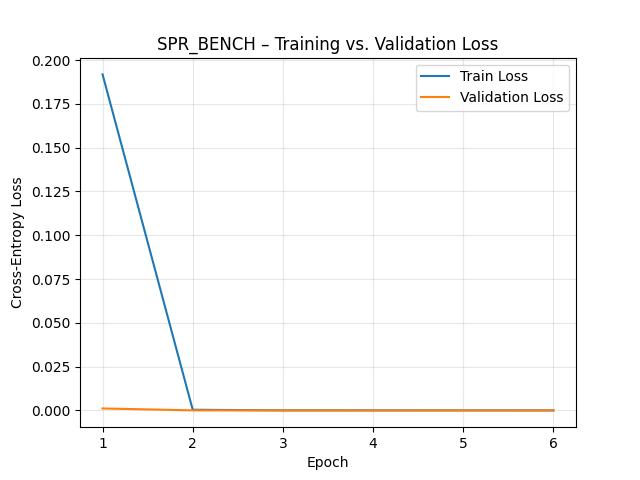 SPR_BENCH – Training vs. Validation Loss
Train Loss
Validation Loss
Cross-Entropy Loss
0.200
0.175
0.150
0.125
0.100
0.075
0.050
0.025
0.000
1 2 3 4 5 6
Epoch